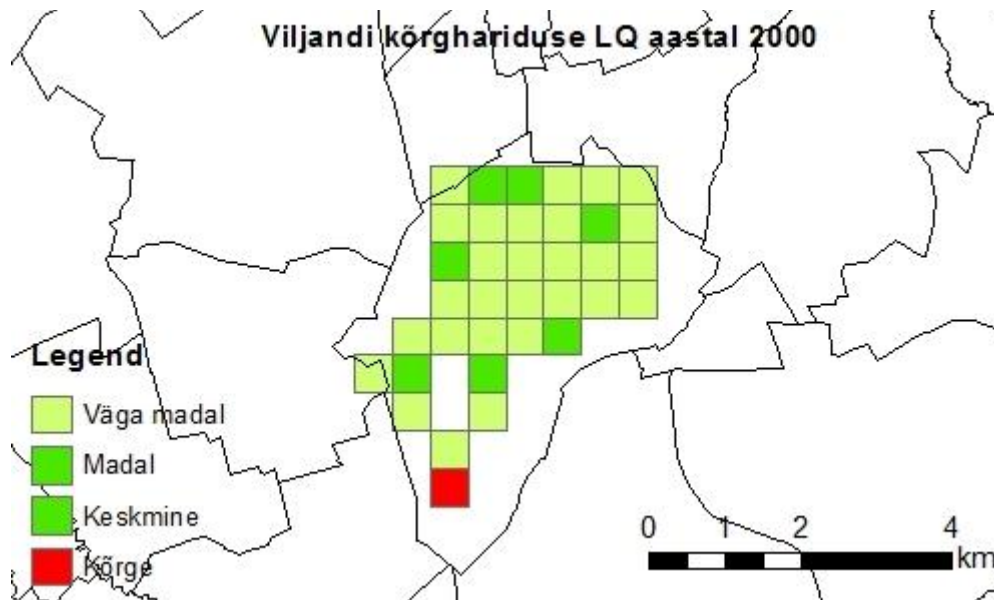 Viljandi kõrghariduse LQ aastal 2000
Legend
Väga madal
Madal
Keskmine
Kõrge
0 1 2 4
km